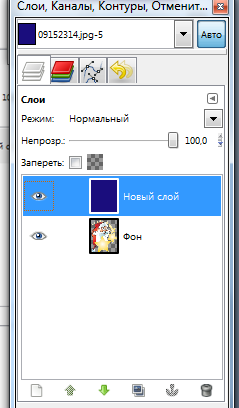 Слои, Каналы, Контуры, Отменит...
09152314.jpg-5
Авто
Слои
Режим: Нормальный
Непрозр.: 100,0
Запереть:
Новый слой
Фон